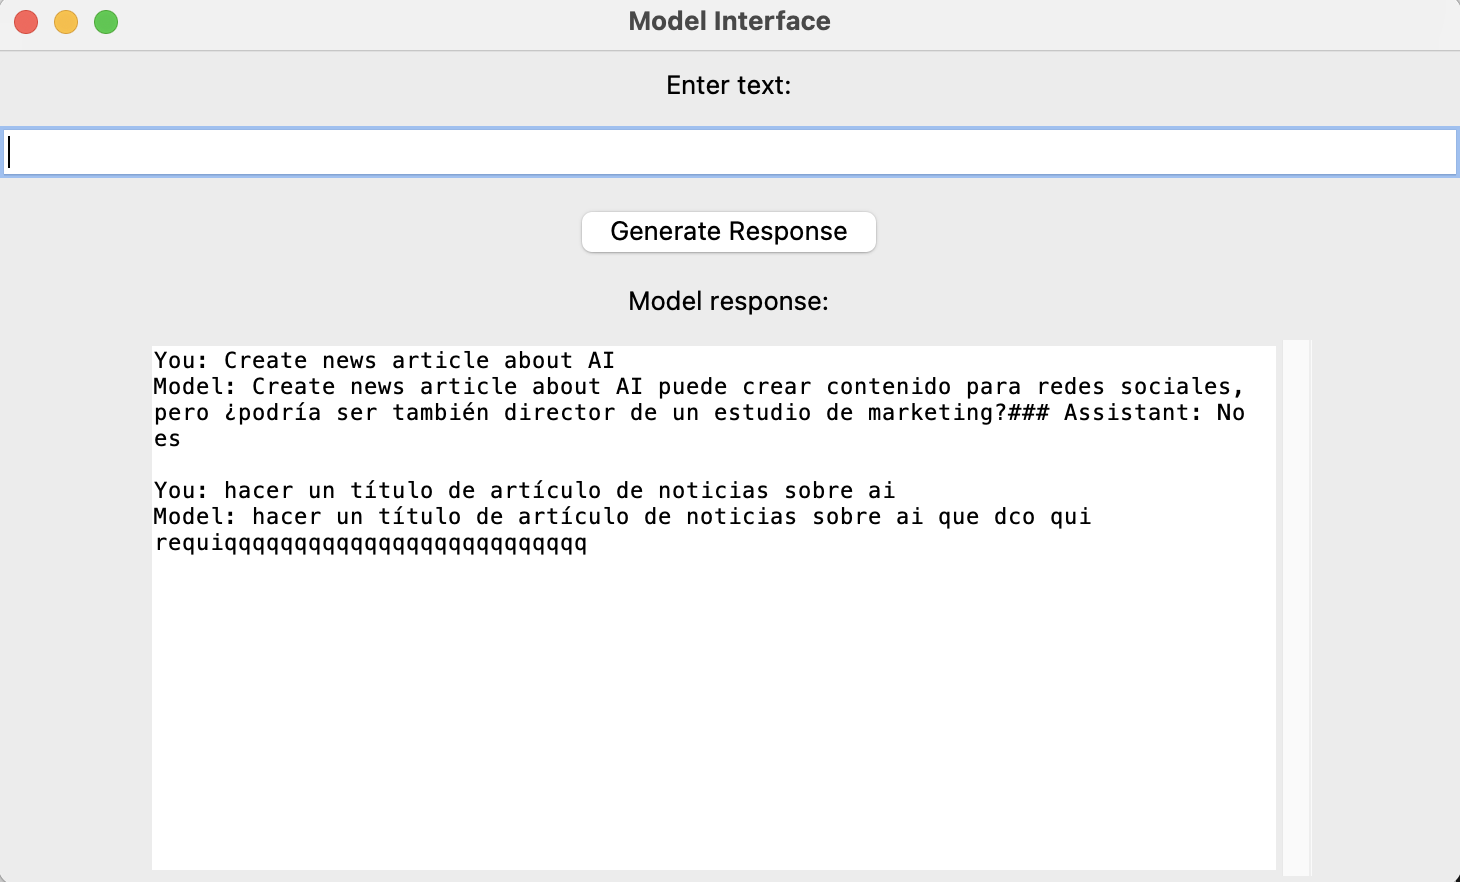 Model Interface
Enter text:
Generate Response
Model response:
You: Create news article about AI
Model: Create news article about AI puede crear contenido para redes sociales,
pero ¿podría ser también director de un estudio de marketing?### Assistant: No
es
You: hacer un título de artículo de noticias sobre ai
Model: hacer un título de artículo de noticias sobre ai que dco qui
requiqqqqqqqqqqqqqqqqqqqqqqqqqq